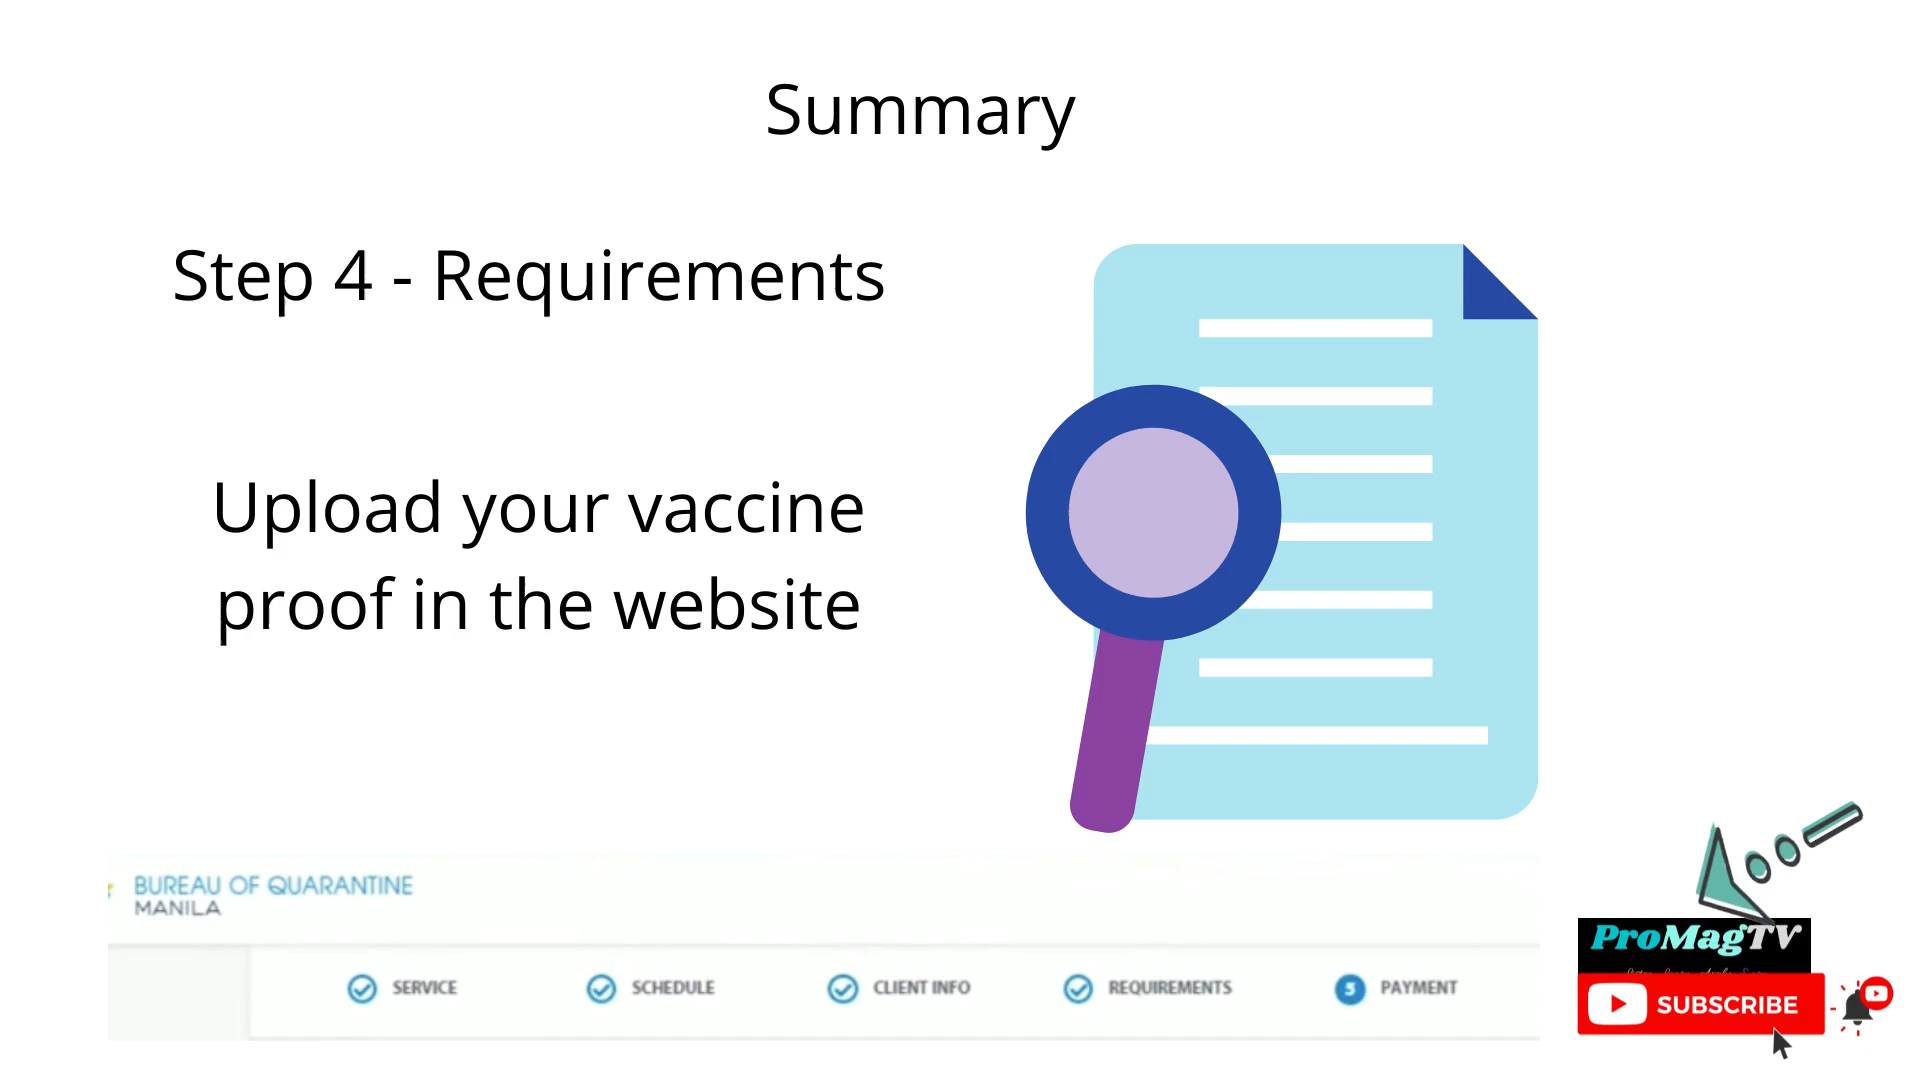 Summary
Step 4 - Requirements
Upload your vaccine
proof in the website
BUREAU OF QUARANTINE
MANILA
SERVICE
SCHEDULE
CLIENT INFO
REQUIREMENTS
5
PAYMENT
ProMagTV
SUBSCRIBE